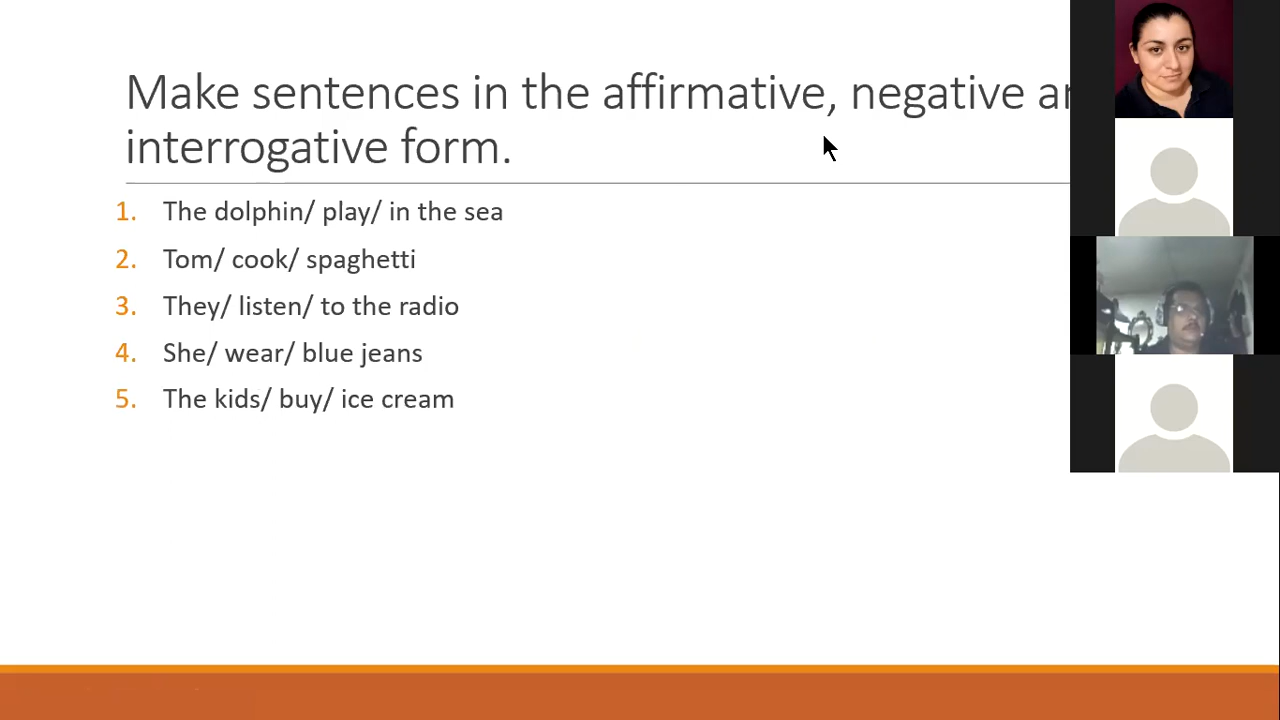 Make sentences in the affirmative, negative
interrogative form.
1. The dolphin/ play/ in the sea
2. Tom/ cook/ spaghetti
3. They/ listen/ to the radio
4. She/ wear/ blue jeans
5. The kids/ buy/ ice cream